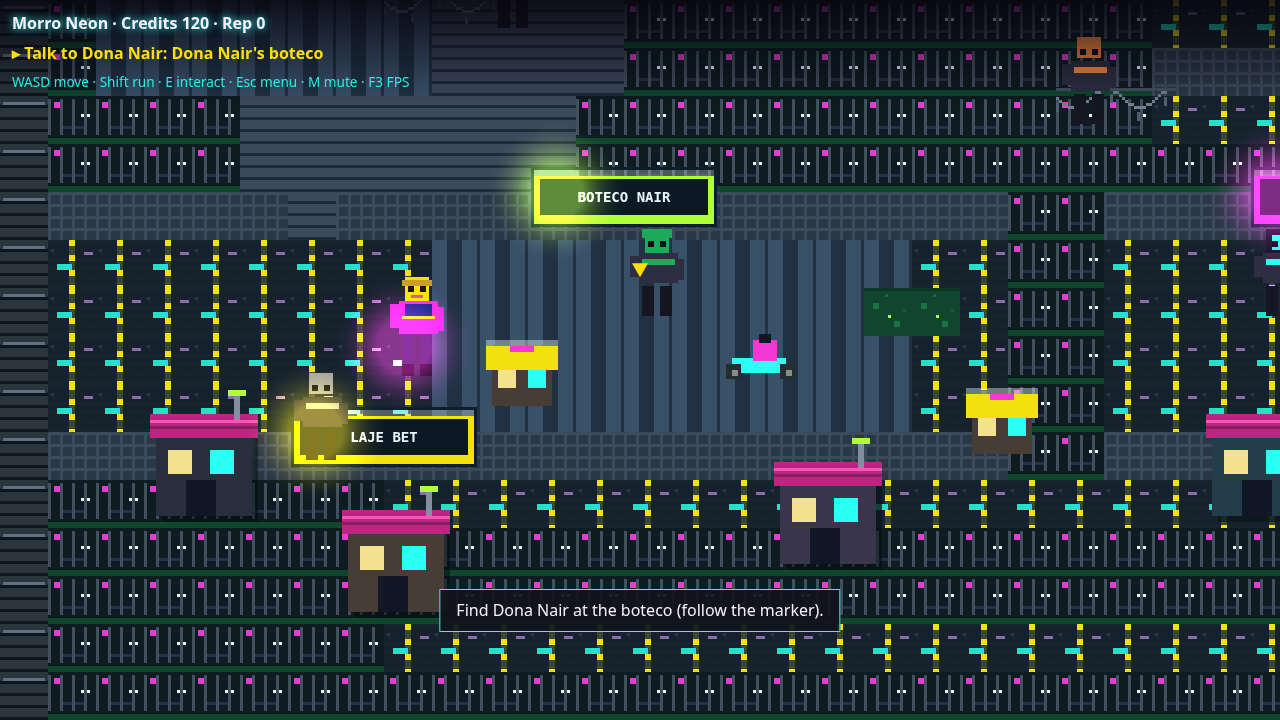 Morro Neon · Credits 120 · Rep 0
▸ Talk to Dona Nair: Dona Nair's boteco
WASD move · Shift run · E interact · Esc menu · M mute · F3 FPS
BOTECO NAIR
LAJE BET
Find Dona Nair at the boteco (follow the marker).